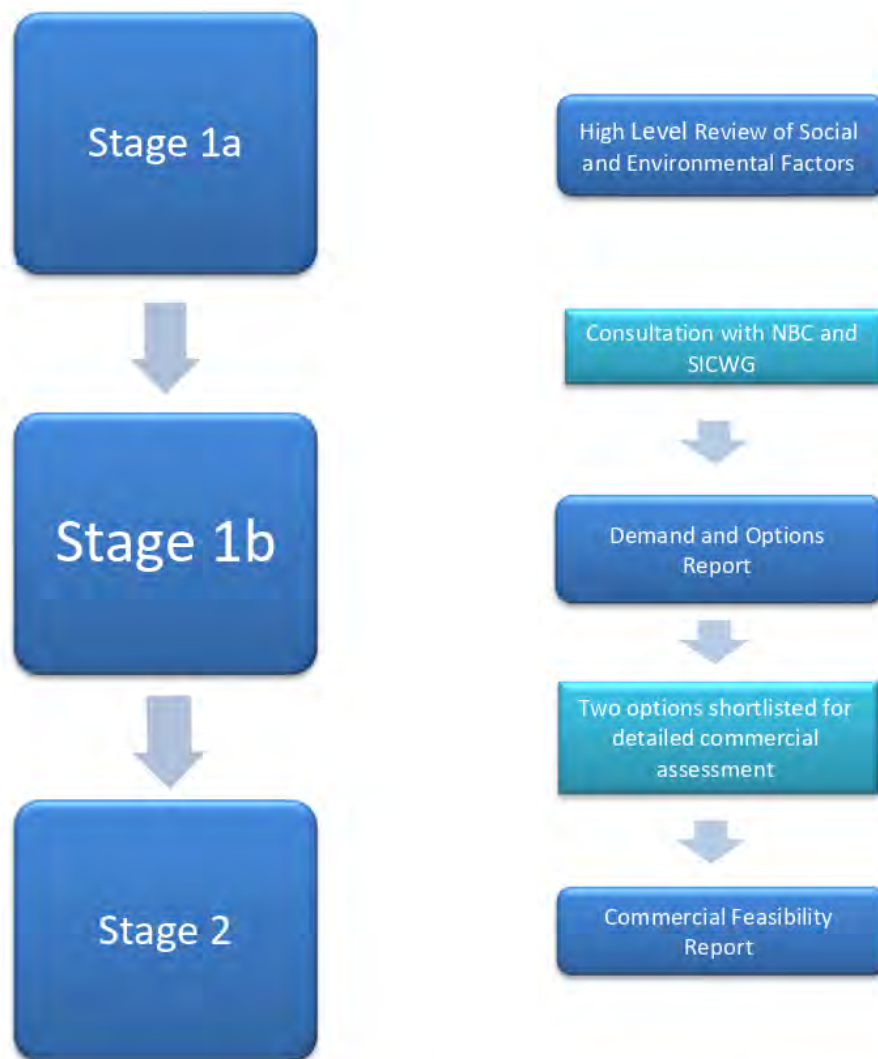 Stage 1a
High Level Review of Social
and Environmental Factors
Consultation with NBC and
SICWG
Stage 1b
Demand and Options
Report
Two options shortlisted for
detailed commercial
assessment
Stage 2
Commercial Feasibility
Report